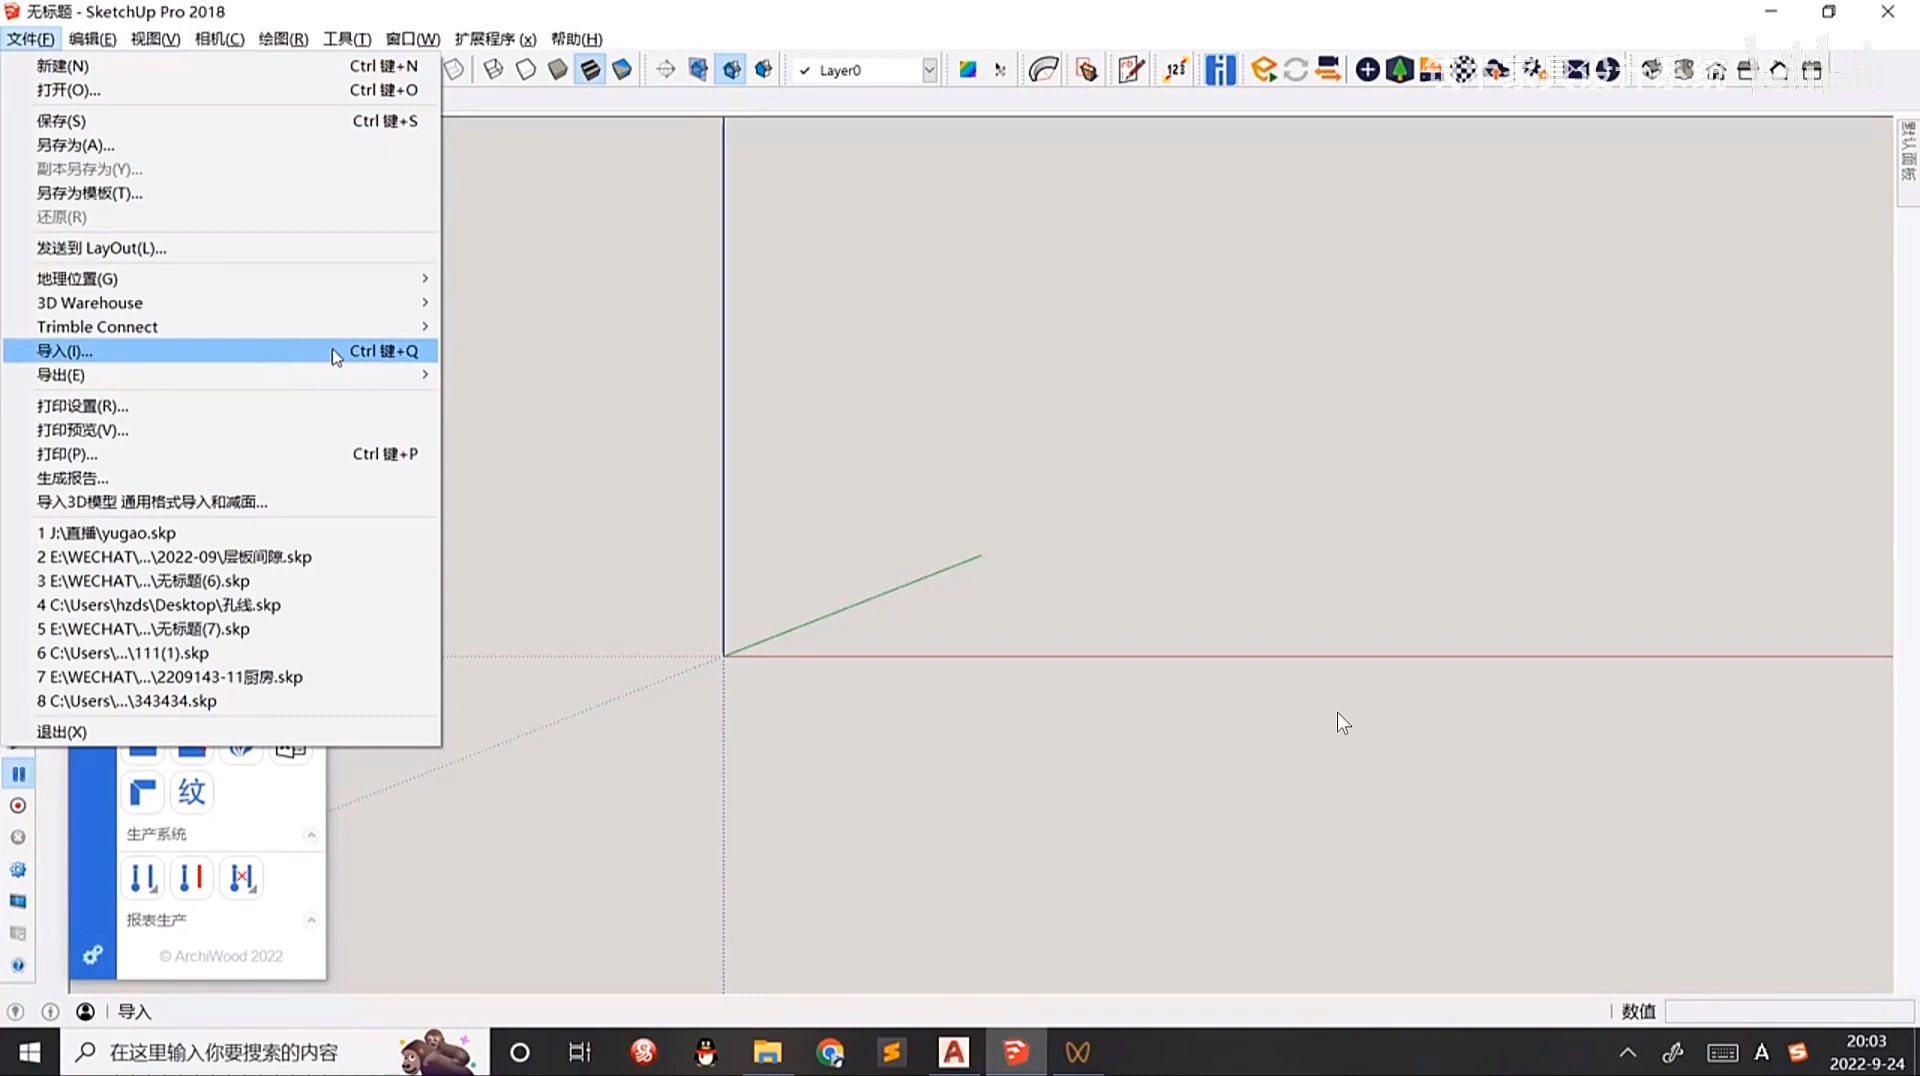 无标题 - SketchUp Pro 2018
文件(F) 编辑(E) 视图(V) 相机(C) 绘图(R) 工具(T) 窗口(W) 扩展程序 (x) 帮助(H)
新建(N) Ctrl 键+N
打开(O)... Ctrl 键+O
保存(S) Ctrl 键+S
另存为(A)...
副本另存为(Y)...
另存为模板(T)...
还原(R)
发送到 LayOut(L)...
地理位置(G)
3D Warehouse
Trimble Connect
导入(I)... Ctrl 键+Q
导出(E)
打印设置(R)...
打印预览(V)...
打印(P)... Ctrl 键+P
生成报告...
导入3D模型 通用格式导入和减面...
1 J:\直播\yugao.skp
2 E:\WECHAT\...\2022-09\层板间隙.skp
3 E:\WECHAT\...\无标题(6).skp
4 C:\Users\hzds\Desktop\孔线.skp
5 E:\WECHAT\...\无标题(7).skp
6 C:\Users\...\111(1).skp
7 E:\WECHAT\...\2209143-11厨房.skp
8 C:\Users\...\343434.skp
退出(X)
Layer0
123
默认面板
纹
生产系统
报表生产
© ArchiWood 2022
导入
数值
在这里输入你要搜索的内容
A
20:03
2022-9-24